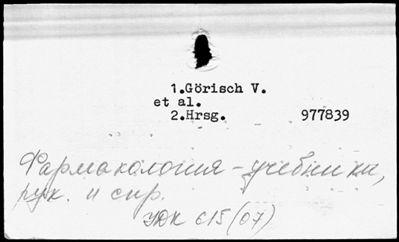 1.Görisch V.
et al.
2.Hrsg. 977839
Фармакология - учебники,
рук. и спр.
УДК 615(07)